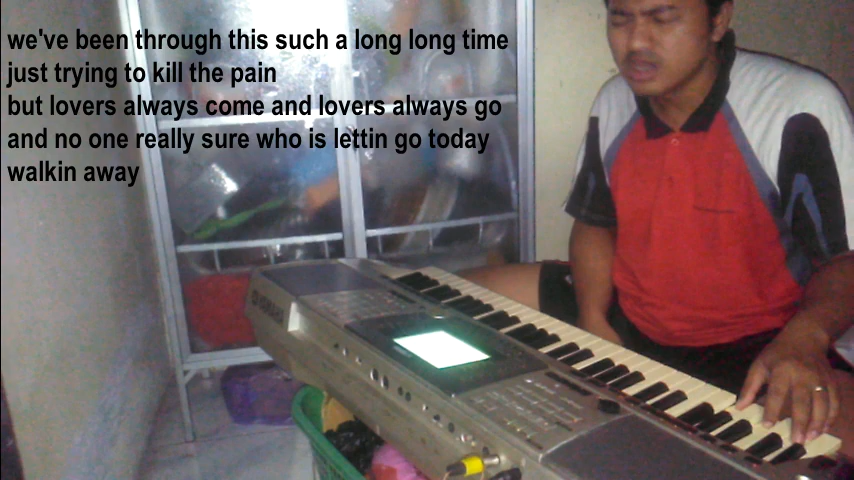 we've been through this such a long long time
just trying to kill the pain
but lovers always come and lovers always go
and no one really sure who is lettin go today
walkin away
YAMAHA